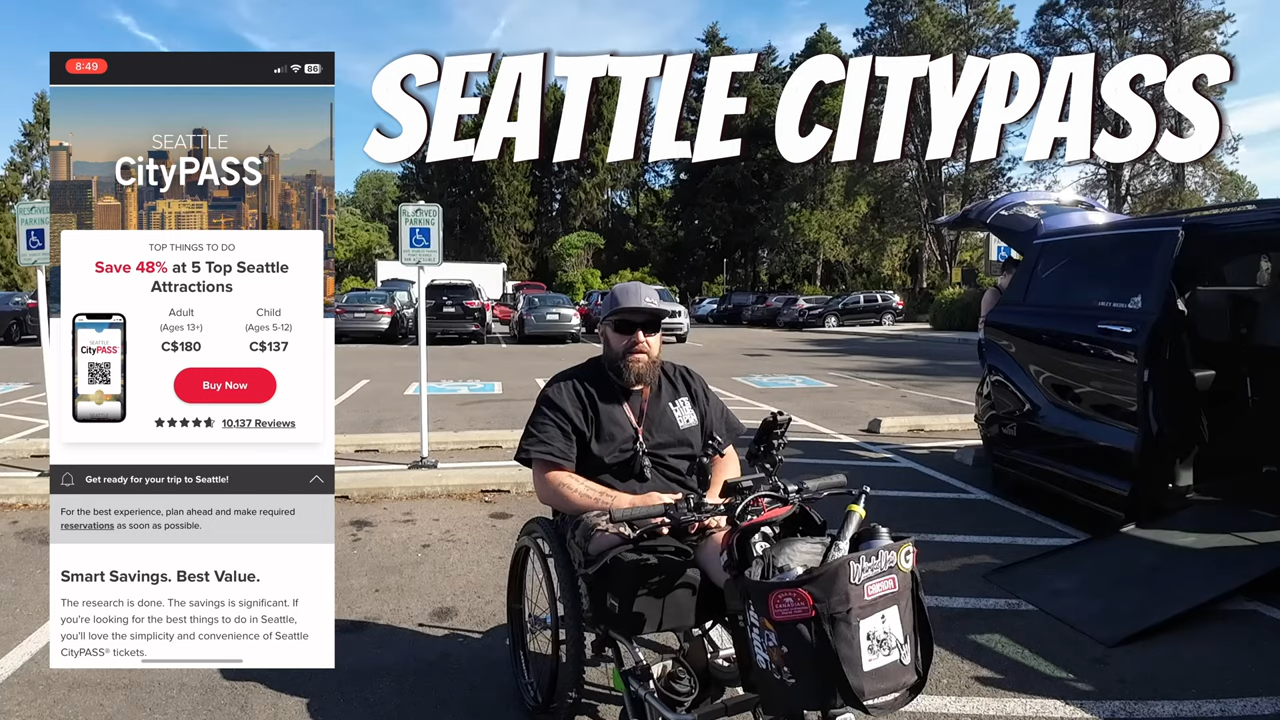 SEATTLE CITYPASS
8:49
86
SEATTLE
CityPASS
TOP THINGS TO DO
Save 48% at 5 Top Seattle
Attractions
Adult
(Ages 13+)
C$180
Child
(Ages 5-12)
C$137
SEATTLE
CityPASS
Buy Now
10,137 Reviews
Get ready for your trip to Seattle!
For the best experience, plan ahead and make required
reservations as soon as possible.
Smart Savings. Best Value.
The research is done. The savings is significant. If
you're looking for the best things to do in Seattle,
you'll love the simplicity and convenience of Seattle
CityPASS® tickets.
RESERVED
PARKING
RESERVED
PARKING
CANADA
CANADIAN
G